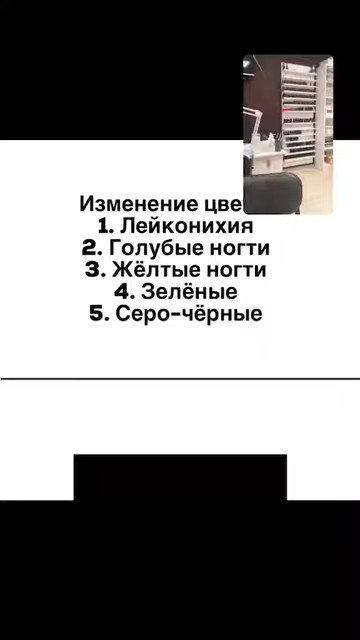 Изменение цве
1. Лейконихия
2. Голубые ногти
3. Жёлтые ногти
4. Зелёные
5. Серо-чёрные